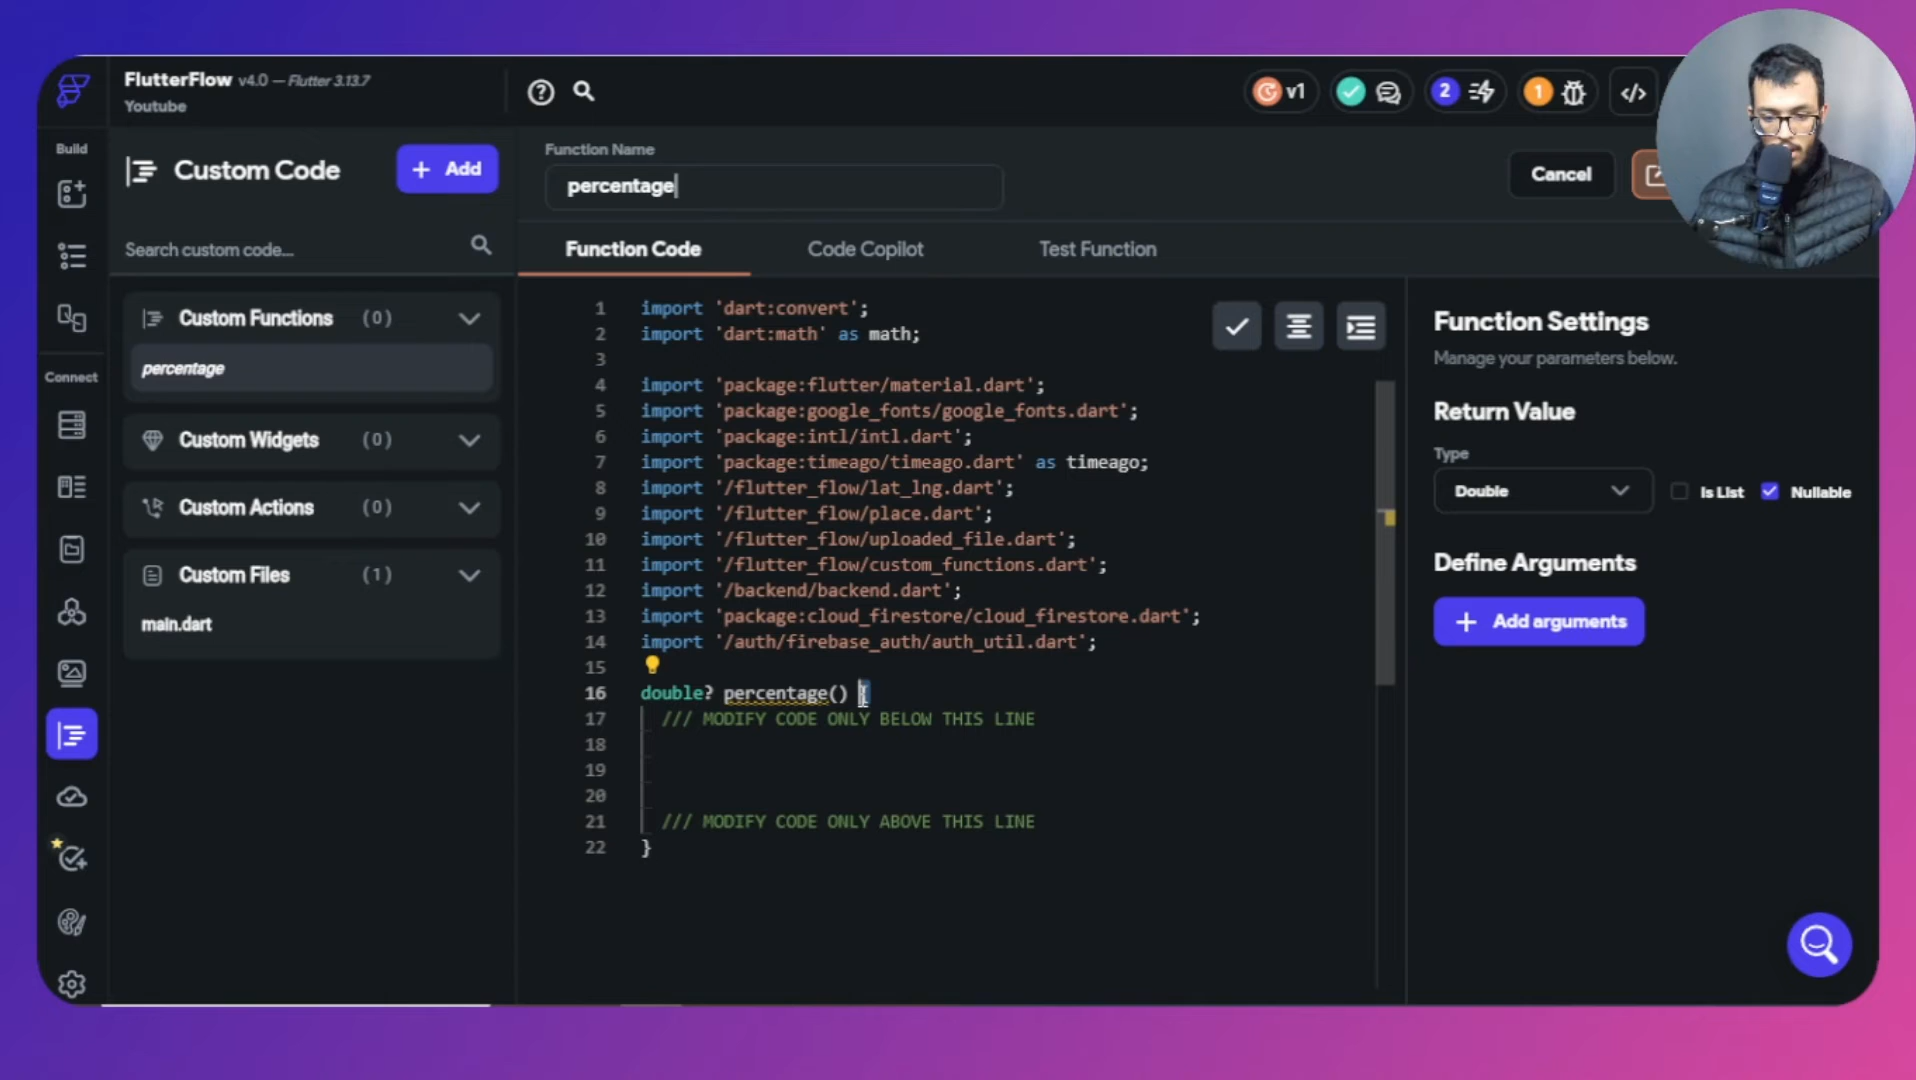 FlutterFlow v4.0 — Flutter 3.13.7
Youtube
v1
2
1
Build
Connect
Custom Code
+ Add
Search custom code...
Custom Functions (0)
percentage
Custom Widgets (0)
Custom Actions (0)
Custom Files (1)
main.dart
Function Name
percentage
Cancel
Function Code
Code Copilot
Test Function
1 import 'dart:convert';
2 import 'dart:math' as math;
3
4 import 'package:flutter/material.dart';
5 import 'package:google_fonts/google_fonts.dart';
6 import 'package:intl/intl.dart';
7 import 'package:timeago/timeago.dart' as timeago;
8 import '/flutter_flow/lat_lng.dart';
9 import '/flutter_flow/place.dart';
10 import '/flutter_flow/uploaded_file.dart';
11 import '/flutter_flow/custom_functions.dart';
12 import '/backend/backend.dart';
13 import 'package:cloud_firestore/cloud_firestore.dart';
14 import '/auth/firebase_auth/auth_util.dart';
15
16 double? percentage() {
17 /// MODIFY CODE ONLY BELOW THIS LINE
18
19
20
21 /// MODIFY CODE ONLY ABOVE THIS LINE
22 }
Function Settings
Manage your parameters below.
Return Value
Type
Double
Is List
Nullable
Define Arguments
+ Add arguments